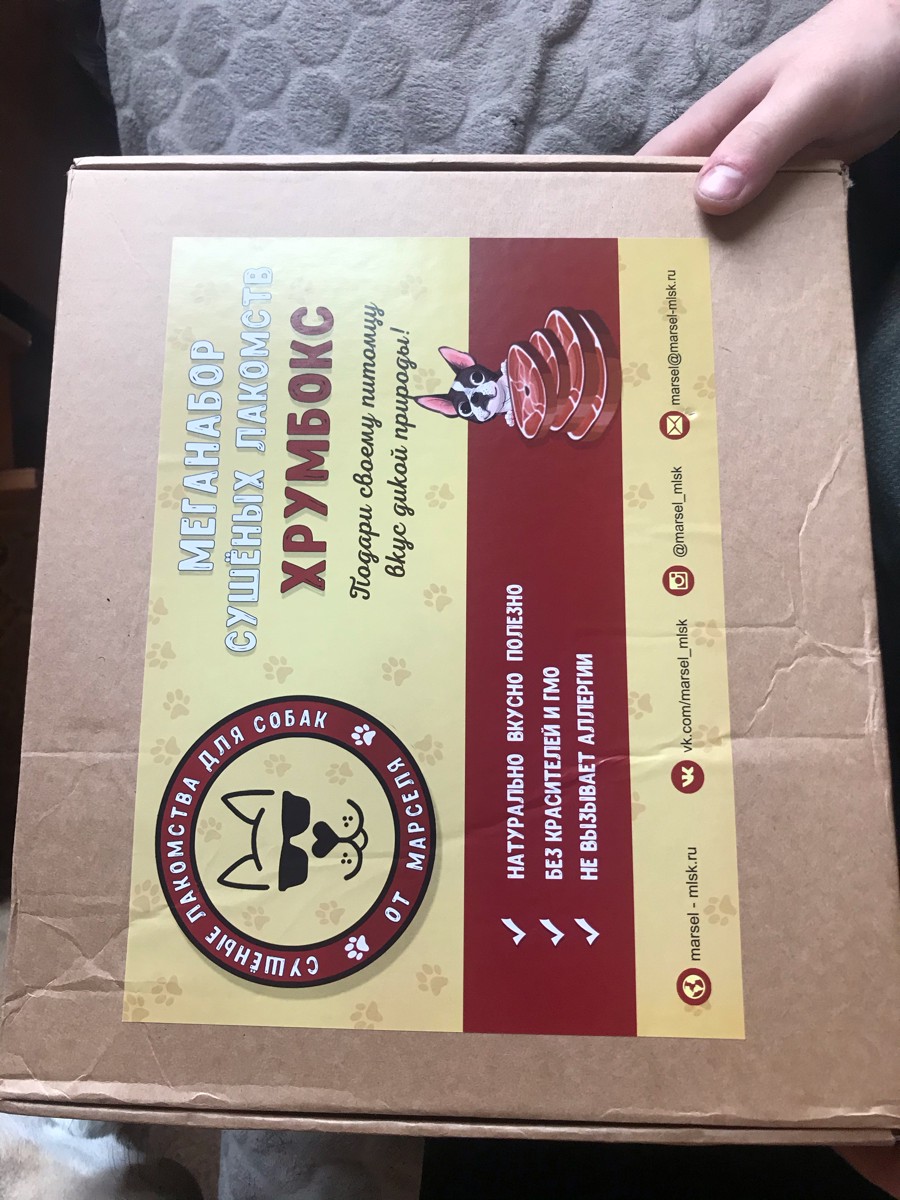 СУШЁНЫЕ ЛАКОМСТВА ДЛЯ СОБАК
ОТ МАРСЕЛЯ
МЕГАНАБОР
СУШЁНЫХ ЛАКОМСТВ
ХРУМБОКС
Подари своему питомцу
вкус дикой природы!
НАТУРАЛЬНО ВКУСНО ПОЛЕЗНО
БЕЗ КРАСИТЕЛЕЙ И ГМО
НЕ ВЫЗЫВАЕТ АЛЛЕРГИИ
marsel - mlsk.ru
vk.com/marsel_mlsk
@marsel_mlsk
marsel@marsel-mlsk.ru